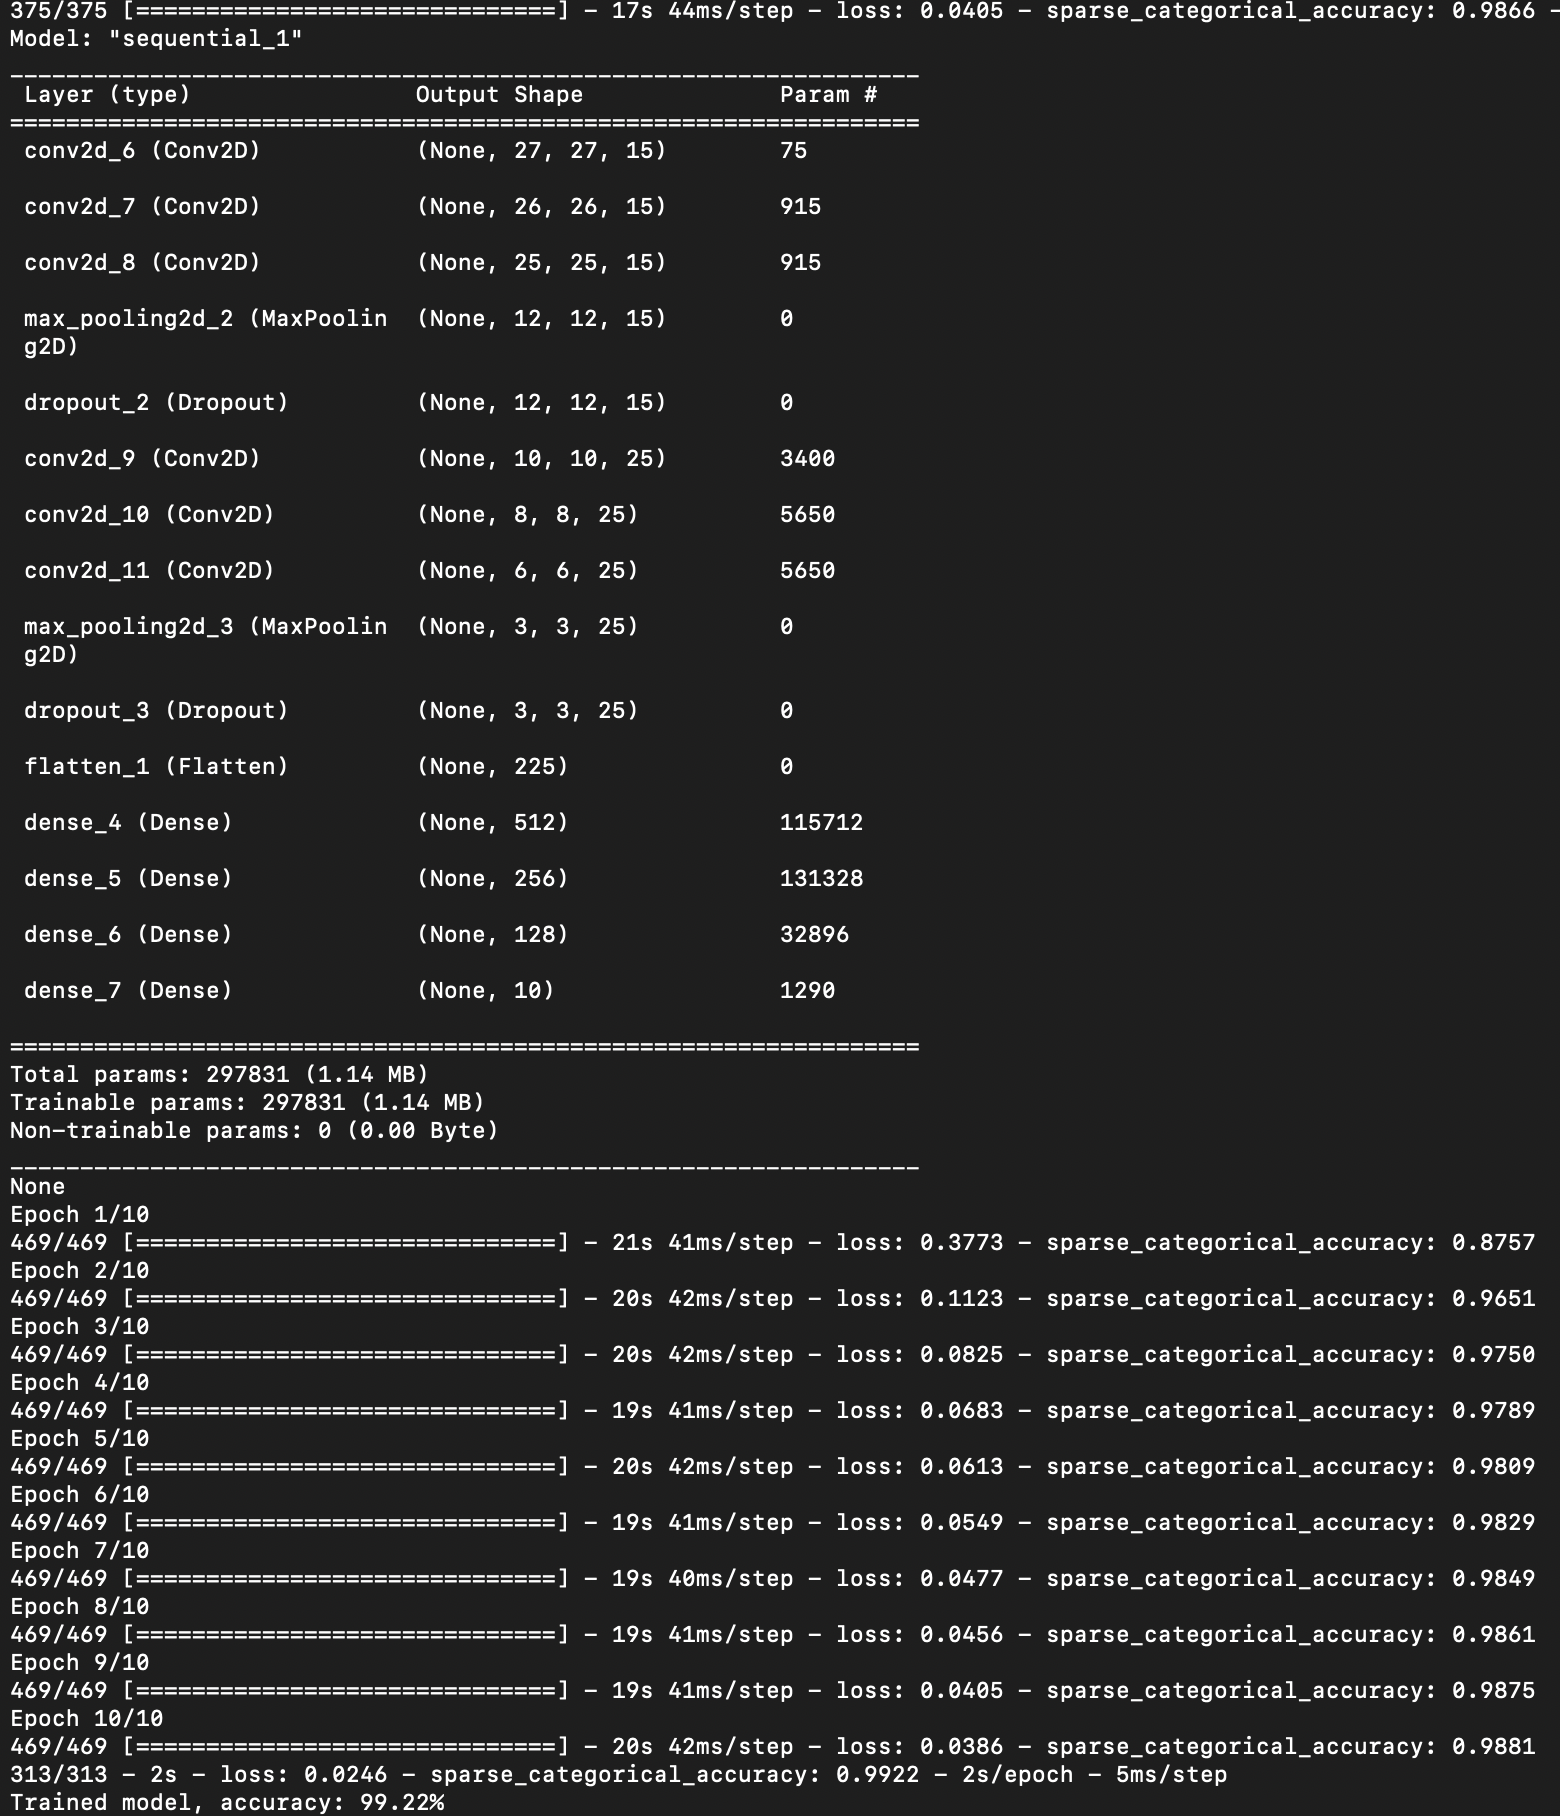 375/375 [==============================] - 17s 44ms/step - loss: 0.0405 - sparse_categorical_accuracy: 0.9866 -
Model: "sequential_1"
_________________________________________________________________
Layer (type) Output Shape Param #
=================================================================
conv2d_6 (Conv2D) (None, 27, 27, 15) 75
conv2d_7 (Conv2D) (None, 26, 26, 15) 915
conv2d_8 (Conv2D) (None, 25, 25, 15) 915
max_pooling2d_2 (MaxPoolin (None, 12, 12, 15) 0
g2D)
dropout_2 (Dropout) (None, 12, 12, 15) 0
conv2d_9 (Conv2D) (None, 10, 10, 25) 3400
conv2d_10 (Conv2D) (None, 8, 8, 25) 5650
conv2d_11 (Conv2D) (None, 6, 6, 25) 5650
max_pooling2d_3 (MaxPoolin (None, 3, 3, 25) 0
g2D)
dropout_3 (Dropout) (None, 3, 3, 25) 0
flatten_1 (Flatten) (None, 225) 0
dense_4 (Dense) (None, 512) 115712
dense_5 (Dense) (None, 256) 131328
dense_6 (Dense) (None, 128) 32896
dense_7 (Dense) (None, 10) 1290
=================================================================
Total params: 297831 (1.14 MB)
Trainable params: 297831 (1.14 MB)
Non-trainable params: 0 (0.00 Byte)
_________________________________________________________________
None
Epoch 1/10
469/469 [==============================] - 21s 41ms/step - loss: 0.3773 - sparse_categorical_accuracy: 0.8757
Epoch 2/10
469/469 [==============================] - 20s 42ms/step - loss: 0.1123 - sparse_categorical_accuracy: 0.9651
Epoch 3/10
469/469 [==============================] - 20s 42ms/step - loss: 0.0825 - sparse_categorical_accuracy: 0.9750
Epoch 4/10
469/469 [==============================] - 19s 41ms/step - loss: 0.0683 - sparse_categorical_accuracy: 0.9789
Epoch 5/10
469/469 [==============================] - 20s 42ms/step - loss: 0.0613 - sparse_categorical_accuracy: 0.9809
Epoch 6/10
469/469 [==============================] - 19s 41ms/step - loss: 0.0549 - sparse_categorical_accuracy: 0.9829
Epoch 7/10
469/469 [==============================] - 19s 40ms/step - loss: 0.0477 - sparse_categorical_accuracy: 0.9849
Epoch 8/10
469/469 [==============================] - 19s 41ms/step - loss: 0.0456 - sparse_categorical_accuracy: 0.9861
Epoch 9/10
469/469 [==============================] - 19s 41ms/step - loss: 0.0405 - sparse_categorical_accuracy: 0.9875
Epoch 10/10
469/469 [==============================] - 20s 42ms/step - loss: 0.0386 - sparse_categorical_accuracy: 0.9881
313/313 - 2s - loss: 0.0246 - sparse_categorical_accuracy: 0.9922 - 2s/epoch - 5ms/step
Trained model, accuracy: 99.22%